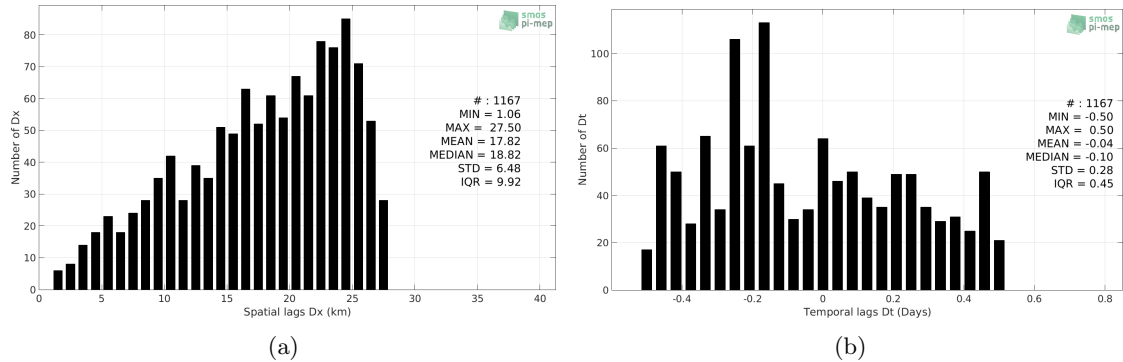 smos
pi-mep
80
70
60
50
40
30
20
10
0
Number of Dx
# : 1167
MIN = 1.06
MAX = 27.50
MEAN = 17.82
MEDIAN = 18.82
STD = 6.48
IQR = 9.92
0 5 10 15 20 25 30 35 40
Spatial lags Dx (km)
(a)
smos
pi-mep
100
80
60
40
20
0
Number of Dt
# : 1167
MIN = -0.50
MAX = 0.50
MEAN = -0.04
MEDIAN = -0.10
STD = 0.28
IQR = 0.45
-0.4 -0.2 0 0.2 0.4 0.6 0.8
Temporal lags Dt (Days)
(b)